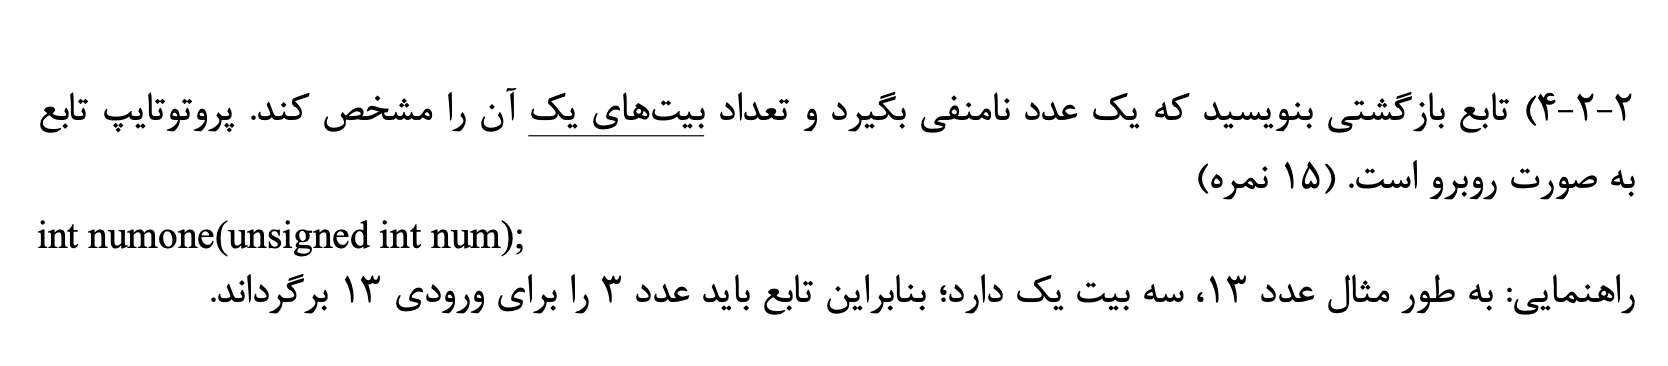 ۴-۲-۲) تابع بازگشتی بنویسید که یک عدد نامنفی بگیرد و تعداد بیت‌های یک آن را مشخص کند. پروتوتایپ تابع
به صورت روبرو است. (۱۵ نمره)
int numone(unsigned int num);
راهنمایی: به طور مثال عدد ۱۳، سه بیت یک دارد؛ بنابراین تابع باید عدد ۳ را برای ورودی ۱۳ برگرداند.